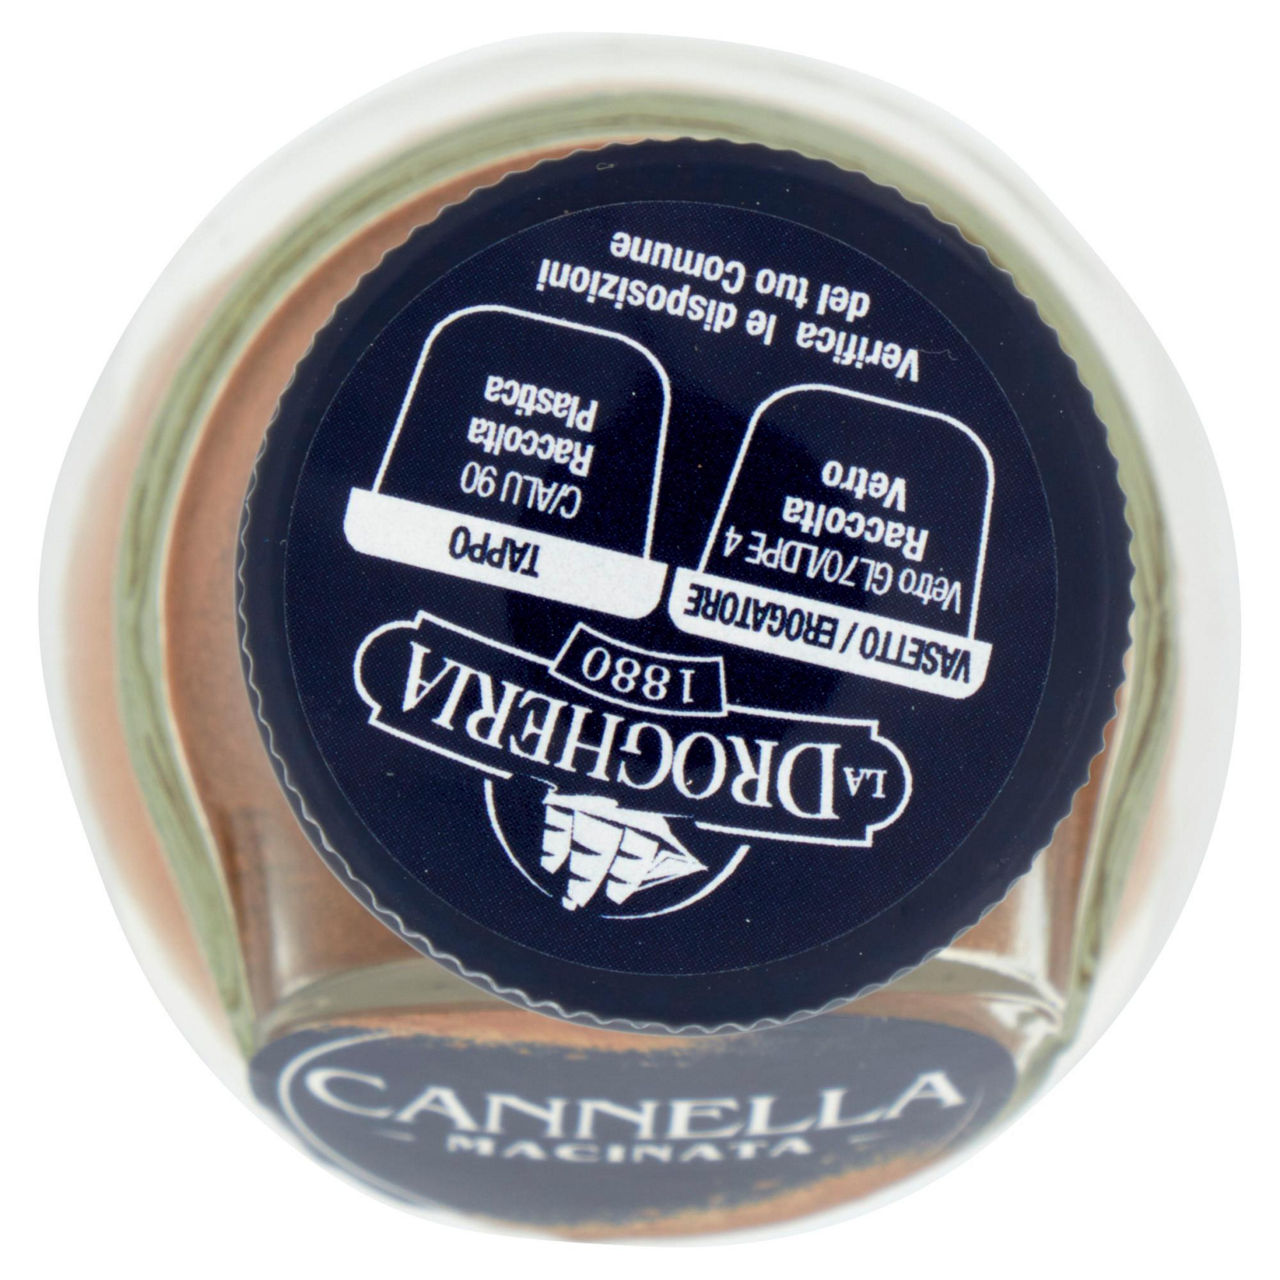 LA DROGHERIA
1880
VASETTO / EROGATORE
Vetro GL70/LDPE 4
Raccolta
Vetro
TAPPO
C/ALU 90
Raccolta
Plastica
Verifica le disposizioni
del tuo Comune
CANNELLA
MACINATA